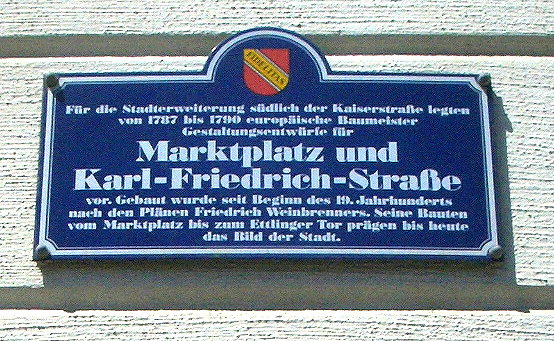 FIDELITAS
Für die Stadterweiterung südlich der Kaiserstraße legten
von 1787 bis 1790 europäische Baumeister
Gestaltungsentwürfe für
Marktplatz und
Karl-Friedrich-Straße
vor. Gebaut wurde seit Beginn des 19. Jahrhunderts
nach den Plänen Friedrich Weinbrenners. Seine Bauten
vom Marktplatz bis zum Ettlinger Tor prägen bis heute
das Bild der Stadt.